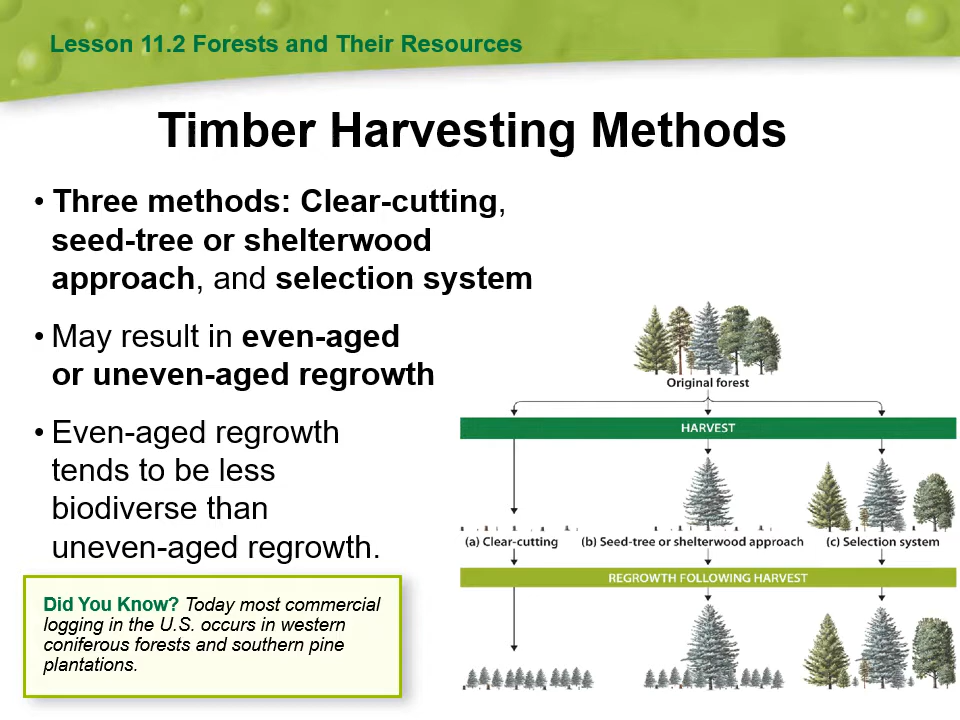 Lesson 11.2 Forests and Their Resources
Timber Harvesting Methods
• Three methods: Clear-cutting,
seed-tree or shelterwood
approach, and selection system
• May result in even-aged
or uneven-aged regrowth
• Even-aged regrowth
tends to be less
biodiverse than
uneven-aged regrowth.
Did You Know? Today most commercial
logging in the U.S. occurs in western
coniferous forests and southern pine
plantations.
Original forest
HARVEST
(a) Clear-cutting
(b) Seed-tree or shelterwood approach
(c) Selection system
REGROWTH FOLLOWING HARVEST